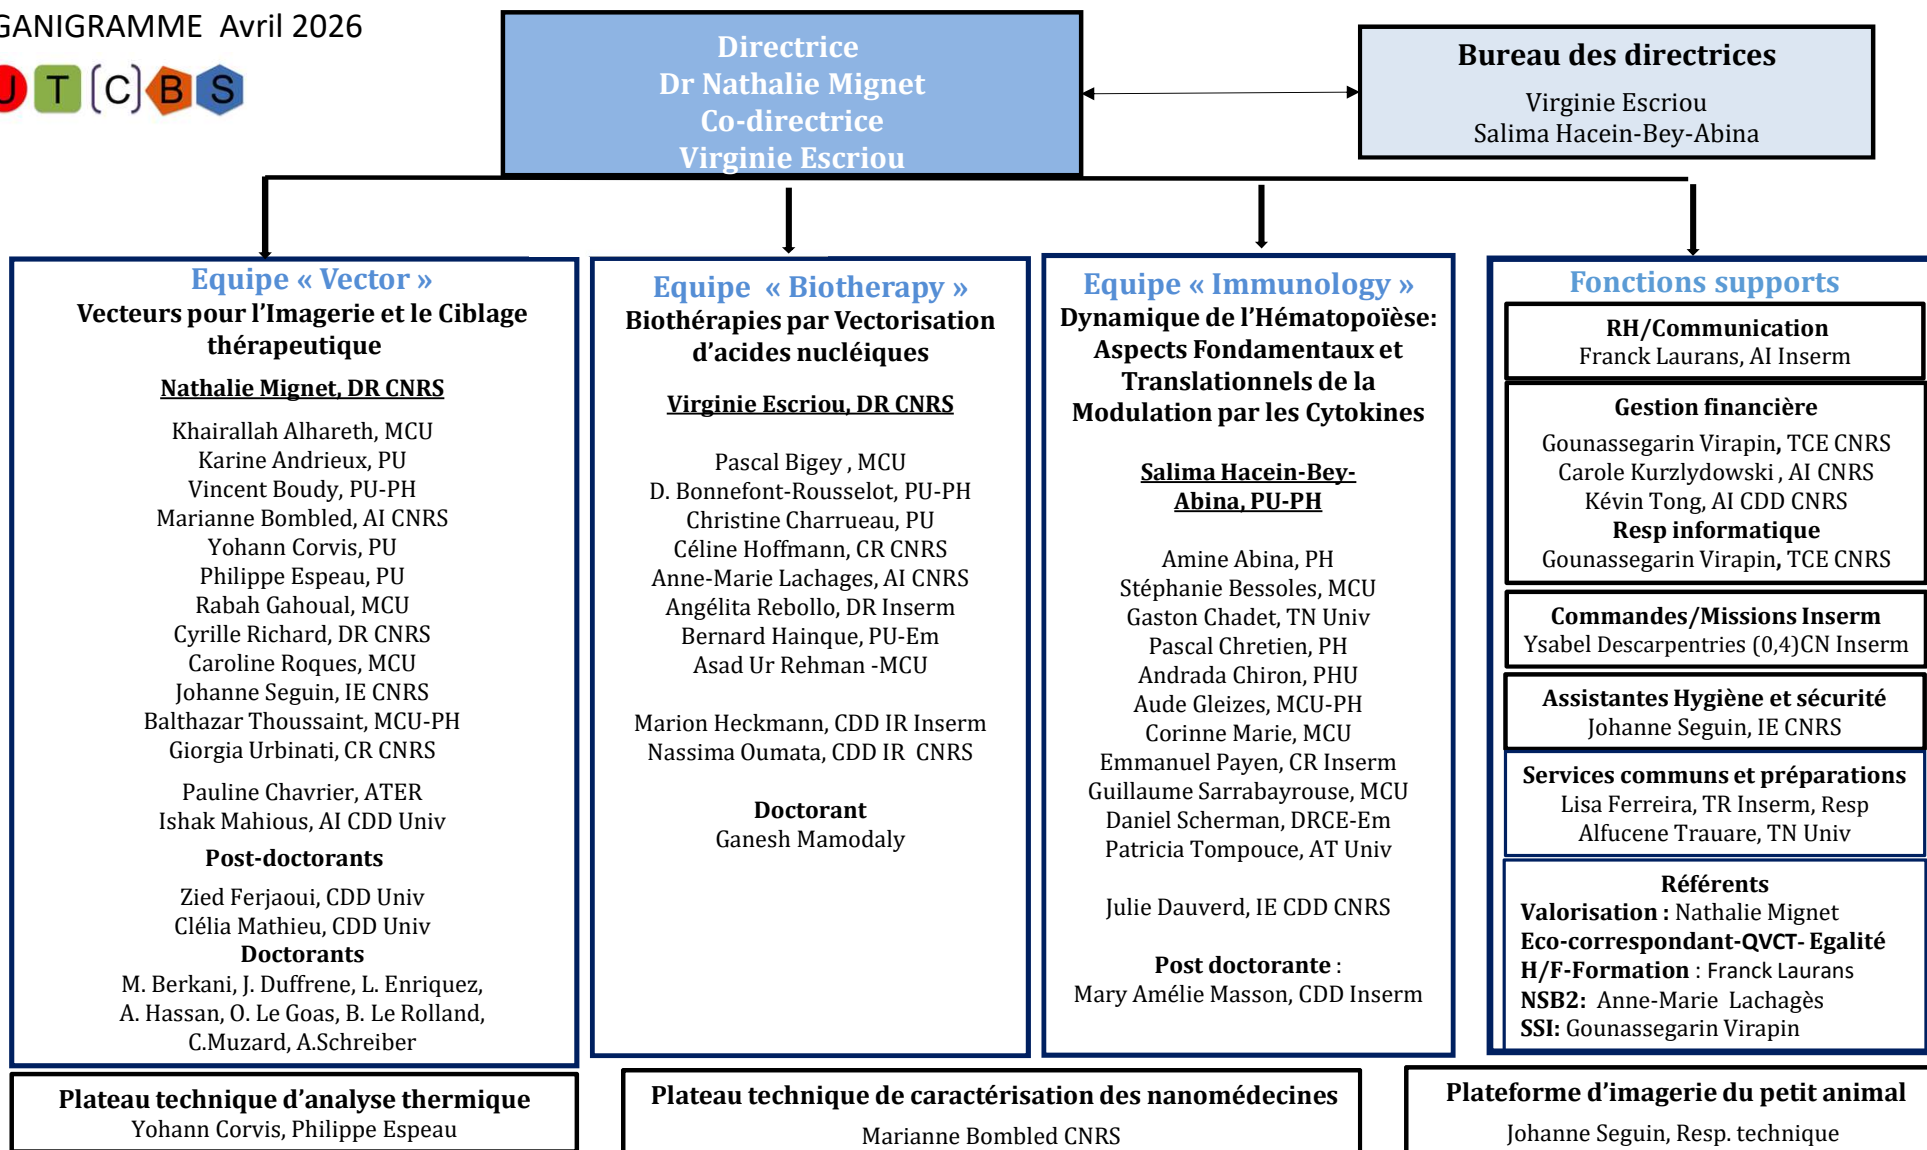 GANIGRAMME Avril 2026
U T [C] B S
Directrice
Dr Nathalie Mignet
Co-directrice
Virginie Escriou
Bureau des directrices
Virginie Escriou
Salima Hacein-Bey-Abina
Equipe « Vector »
Vecteurs pour l'Imagerie et le Ciblage
thérapeutique
Nathalie Mignet, DR CNRS
Khairallah Alhareth, MCU
Karine Andrieux, PU
Vincent Boudy, PU-PH
Marianne Bombled, AI CNRS
Yohann Corvis, PU
Philippe Espeau, PU
Rabah Gahoual, MCU
Cyrille Richard, DR CNRS
Caroline Roques, MCU
Johanne Seguin, IE CNRS
Balthazar Thoussaint, MCU-PH
Giorgia Urbinati, CR CNRS
Pauline Chavrier, ATER
Ishak Mahious, AI CDD Univ
Post-doctorants
Zied Ferjaoui, CDD Univ
Clélia Mathieu, CDD Univ
Doctorants
M. Berkani, J. Duffrene, L. Enriquez,
A. Hassan, O. Le Goas, B. Le Rolland,
C.Muzard, A.Schreiber
Equipe « Biotherapy »
Biothérapies par Vectorisation
d'acides nucléiques
Virginie Escriou, DR CNRS
Pascal Bigey , MCU
D. Bonnefont-Rousselot, PU-PH
Christine Charrueau, PU
Céline Hoffmann, CR CNRS
Anne-Marie Lachages, AI CNRS
Angélita Rebollo, DR Inserm
Bernard Hainque, PU-Em
Asad Ur Rehman -MCU
Marion Heckmann, CDD IR Inserm
Nassima Oumata, CDD IR CNRS
Doctorant
Ganesh Mamodaly
Equipe « Immunology »
Dynamique de l'Hématopoïèse:
Aspects Fondamentaux et
Translationnels de la
Modulation par les Cytokines
Salima Hacein-Bey-
Abina, PU-PH
Amine Abina, PH
Stéphanie Bessoles, MCU
Gaston Chadet, TN Univ
Pascal Chretien, PH
Andrada Chiron, PHU
Aude Gleizes, MCU-PH
Corinne Marie, MCU
Emmanuel Payen, CR Inserm
Guillaume Sarrabayrouse, MCU
Daniel Scherman, DRCE-Em
Patricia Tompouce, AT Univ
Julie Dauverd, IE CDD CNRS
Post doctorante :
Mary Amélie Masson, CDD Inserm
Fonctions supports
RH/Communication
Franck Laurans, AI Inserm
Gestion financière
Gounassegarin Virapin, TCE CNRS
Carole Kurzlydowski , AI CNRS
Kévin Tong, AI CDD CNRS
Resp informatique
Gounassegarin Virapin, TCE CNRS
Commandes/Missions Inserm
Ysabel Descarpentries (0,4)CN Inserm
Assistantes Hygiène et sécurité
Johanne Seguin, IE CNRS
Services communs et préparations
Lisa Ferreira, TR Inserm, Resp
Alfucene Trauare, TN Univ
Référents
Valorisation : Nathalie Mignet
Eco-correspondant-QVCT- Egalité
H/F-Formation : Franck Laurans
NSB2: Anne-Marie Lachagès
SSI: Gounassegarin Virapin
Plateau technique d'analyse thermique
Yohann Corvis, Philippe Espeau
Plateau technique de caractérisation des nanomédecines
Marianne Bombled CNRS
Plateforme d'imagerie du petit animal
Johanne Seguin, Resp. technique